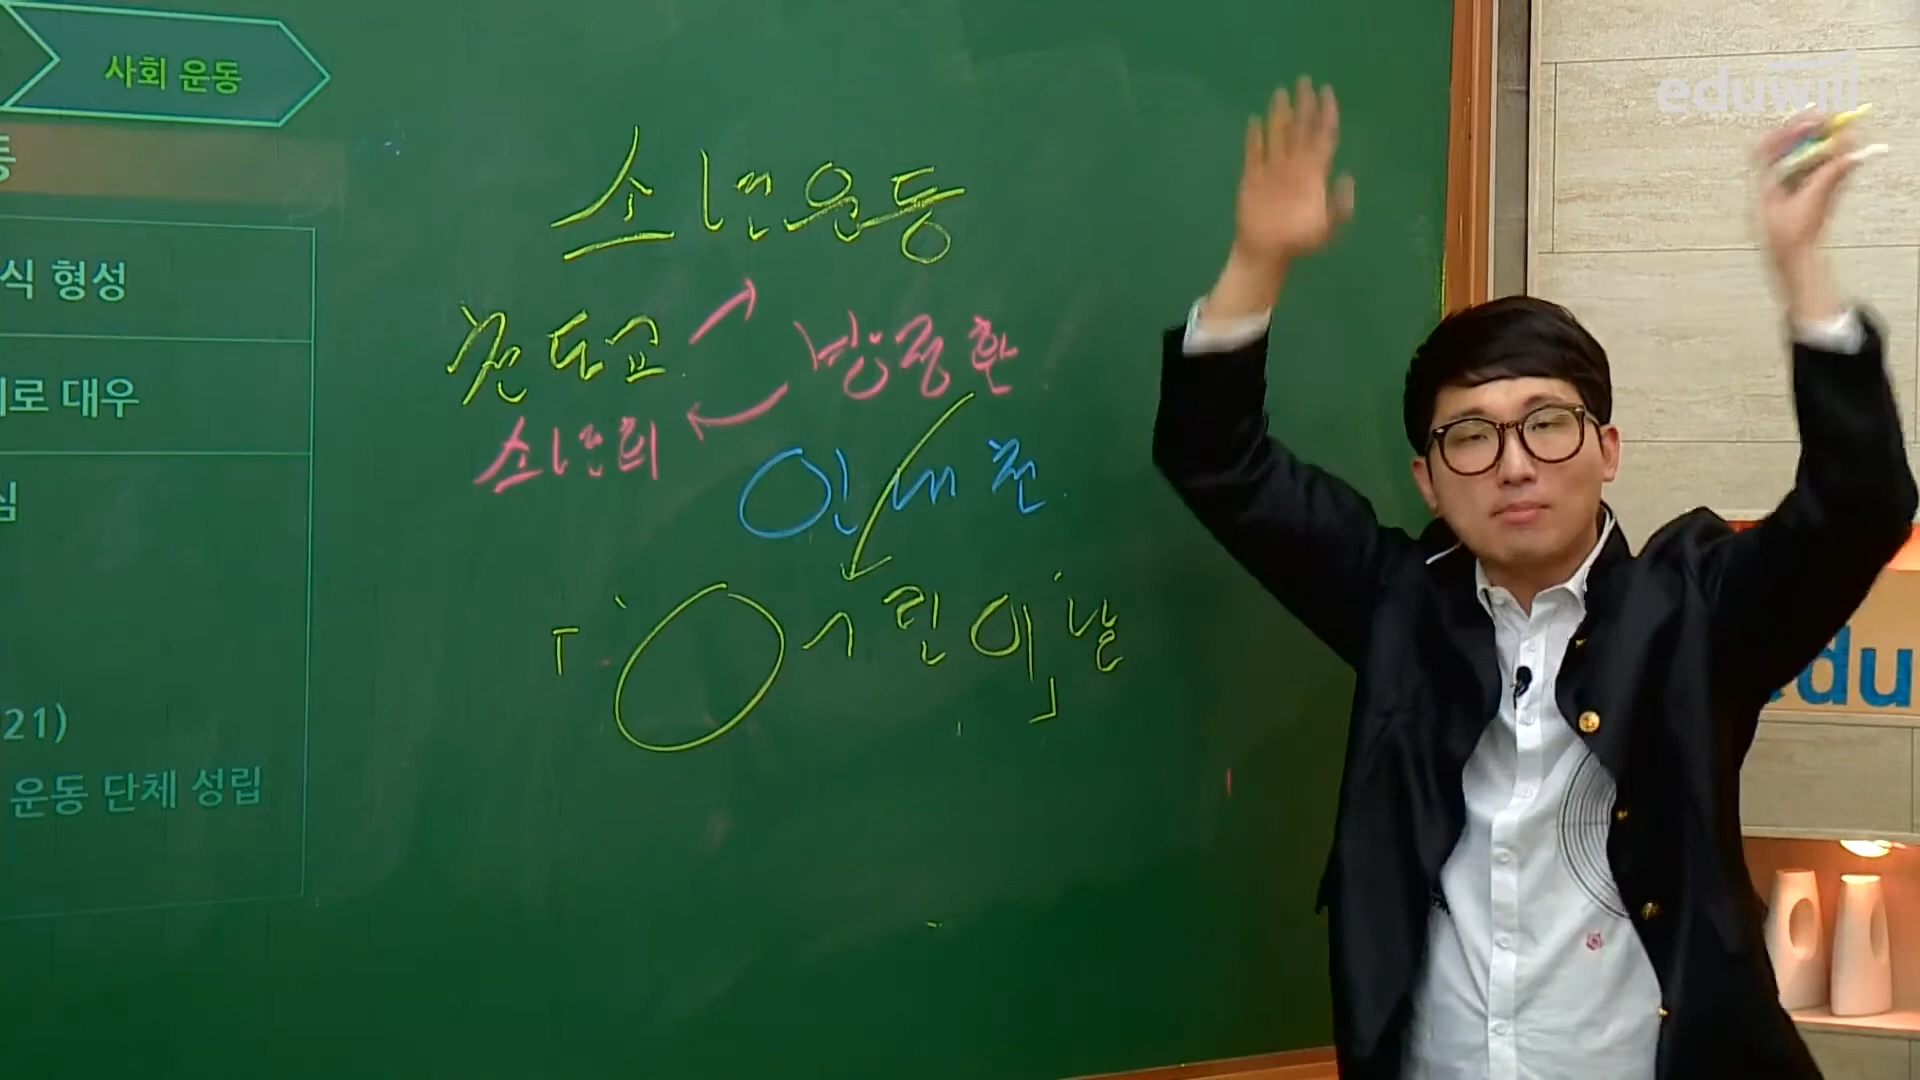 사회 운동
eduwill
동
소년운동
식 형성
천도교
방정환
로 대우
소년회
인내천
심
「어린이」
날
edu
21)
운동 단체 성립